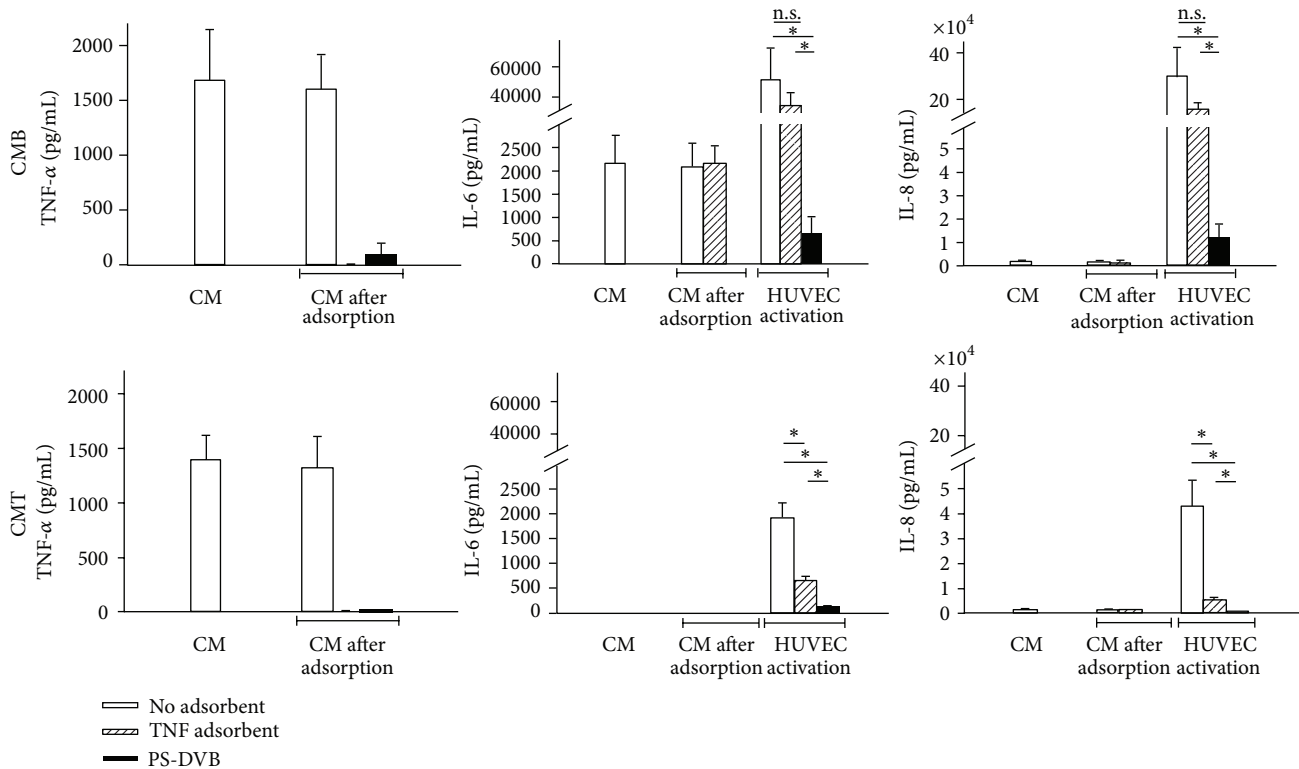 CMB
TNF-α (pg/mL)
2000
1500
1000
500
0
CM
CM after
adsorption
n.s.
*
*
IL-6 (pg/mL)
60000
40000
2500
2000
1500
1000
500
0
CM
CM after
adsorption
HUVEC
activation
×10⁴
n.s.
*
*
IL-8 (pg/mL)
40
20
5
4
3
2
1
0
CM
CM after
adsorption
HUVEC
activation
CMT
TNF-α (pg/mL)
2000
1500
1000
500
0
CM
CM after
adsorption
IL-6 (pg/mL)
60000
40000
2500
2000
1500
1000
500
0
*
*
*
CM
CM after
adsorption
HUVEC
activation
×10⁴
IL-8 (pg/mL)
40
20
5
4
3
2
1
0
*
*
*
CM
CM after
adsorption
HUVEC
activation
No adsorbent
TNF adsorbent
PS-DVB